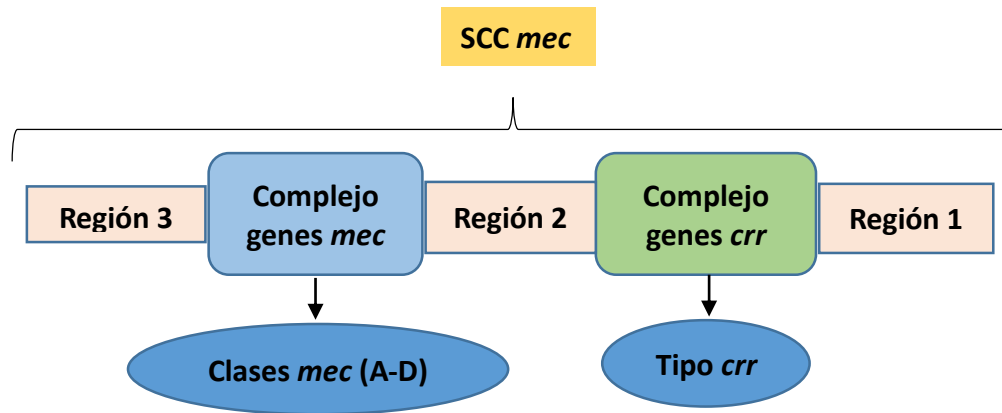 SCC mec
Región 3
Complejo
genes mec
Región 2
Complejo
genes crr
Región 1
Clases mec (A-D)
Tipo crr